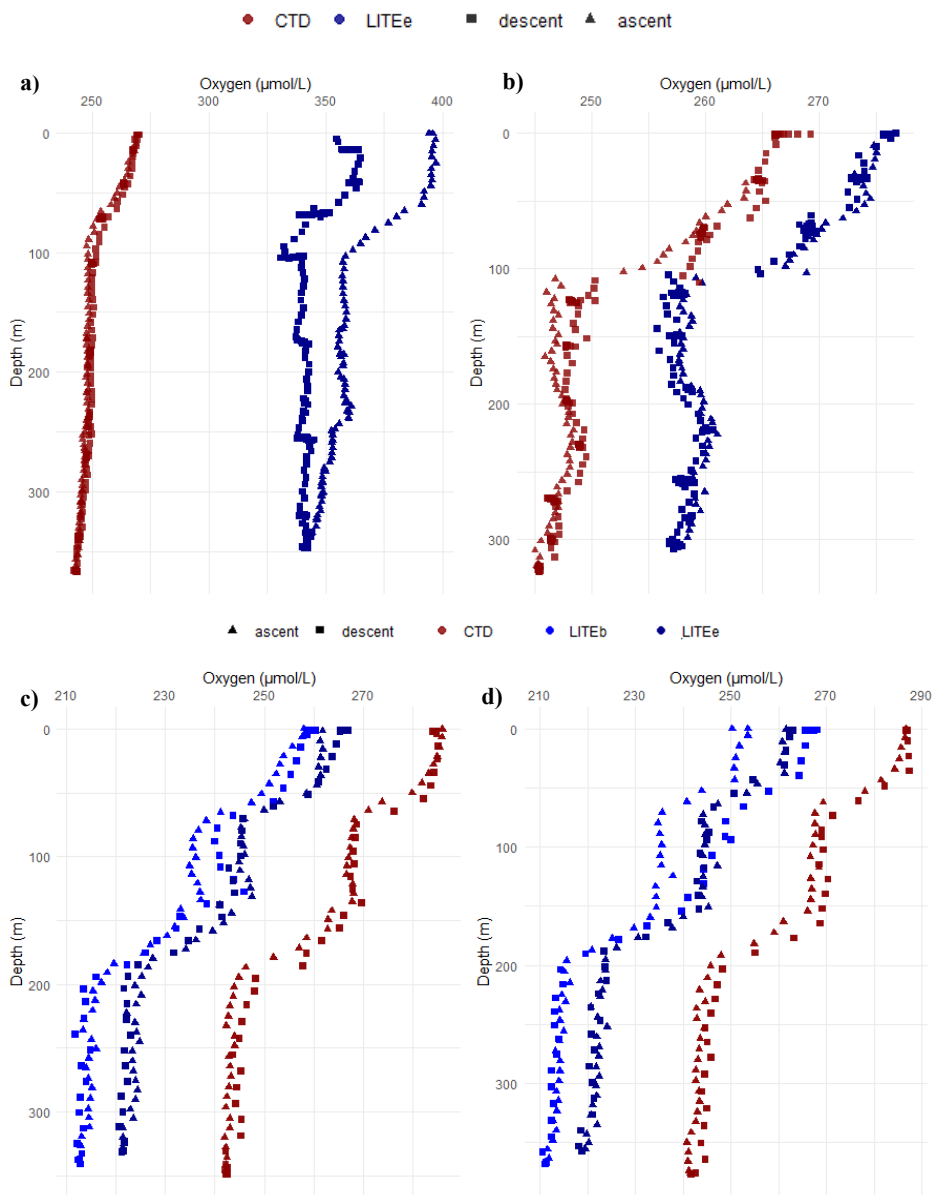 CTD LITEe descent ascent
a) Oxygen (µmol/L) b) Oxygen (µmol/L)
250 300 350 400 250 260 270
0 0
100 100
Depth (m) Depth (m)
200 200
300 300
ascent descent CTD LITEb LITEe
c) Oxygen (µmol/L) d) Oxygen (µmol/L)
210 230 250 270 210 230 250 270 290
0 0
100 100
Depth (m) Depth (m)
200 200
300 300